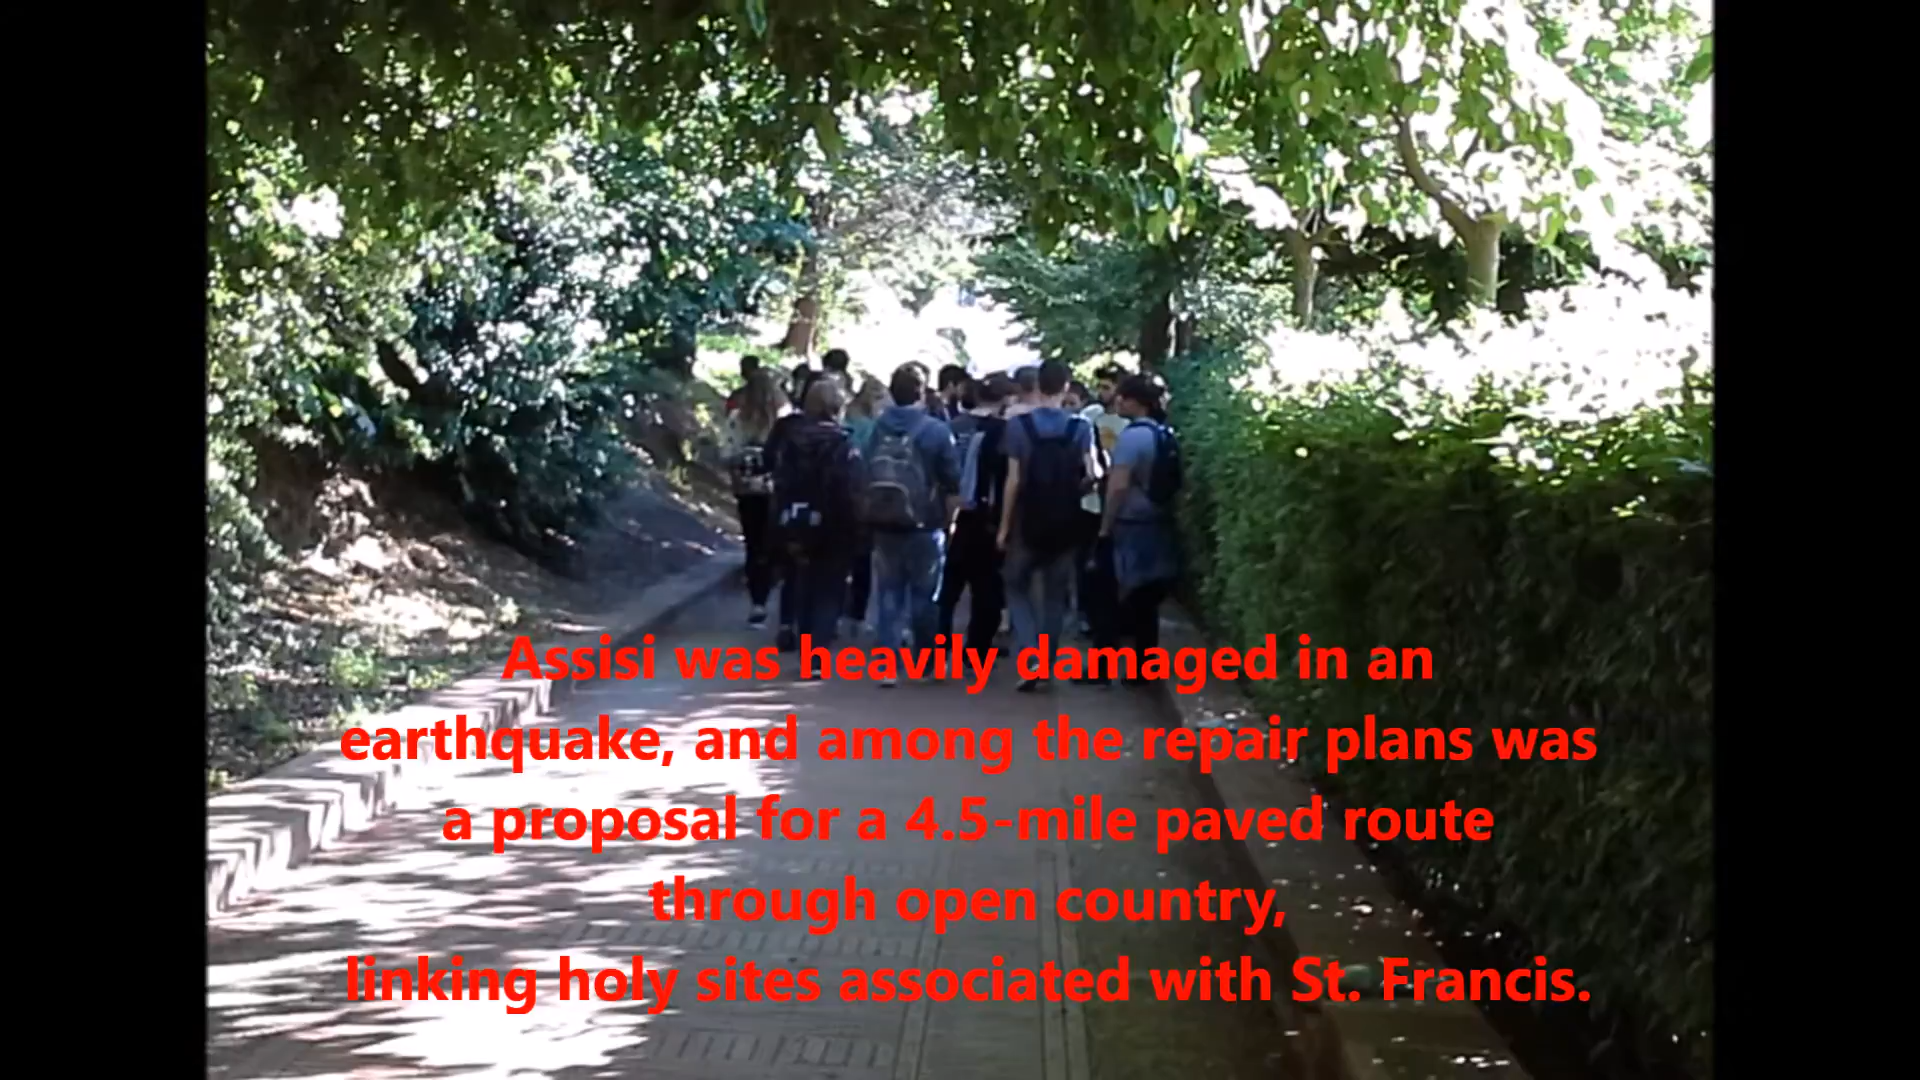 Assisi was heavily damaged in an
earthquake, and among the repair plans was
a proposal for a 4.5-mile paved route
through open country,
linking holy sites associated with St. Francis.